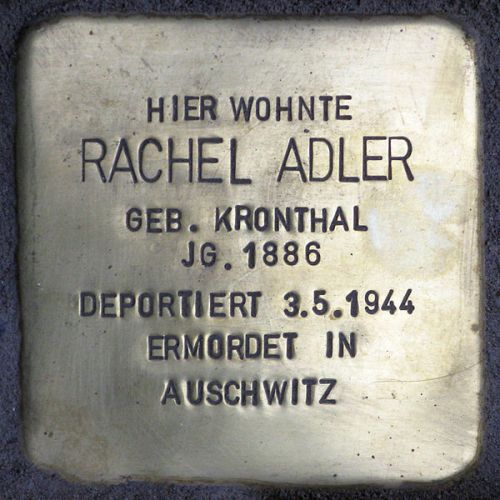 HIER WOHNTE
RACHEL ADLER
GEB. KRONTHAL
JG. 1886
DEPORTIERT 3.5.1944
ERMORDET IN
AUSCHWITZ